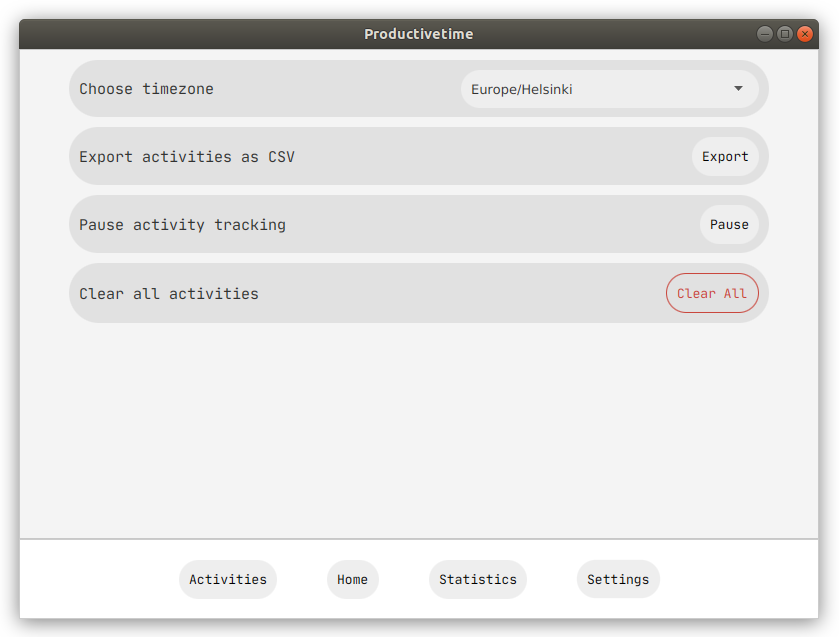 Productivetime
Choose timezone Europe/Helsinki
Export activities as CSV Export
Pause activity tracking Pause
Clear all activities Clear All
Activities Home Statistics Settings